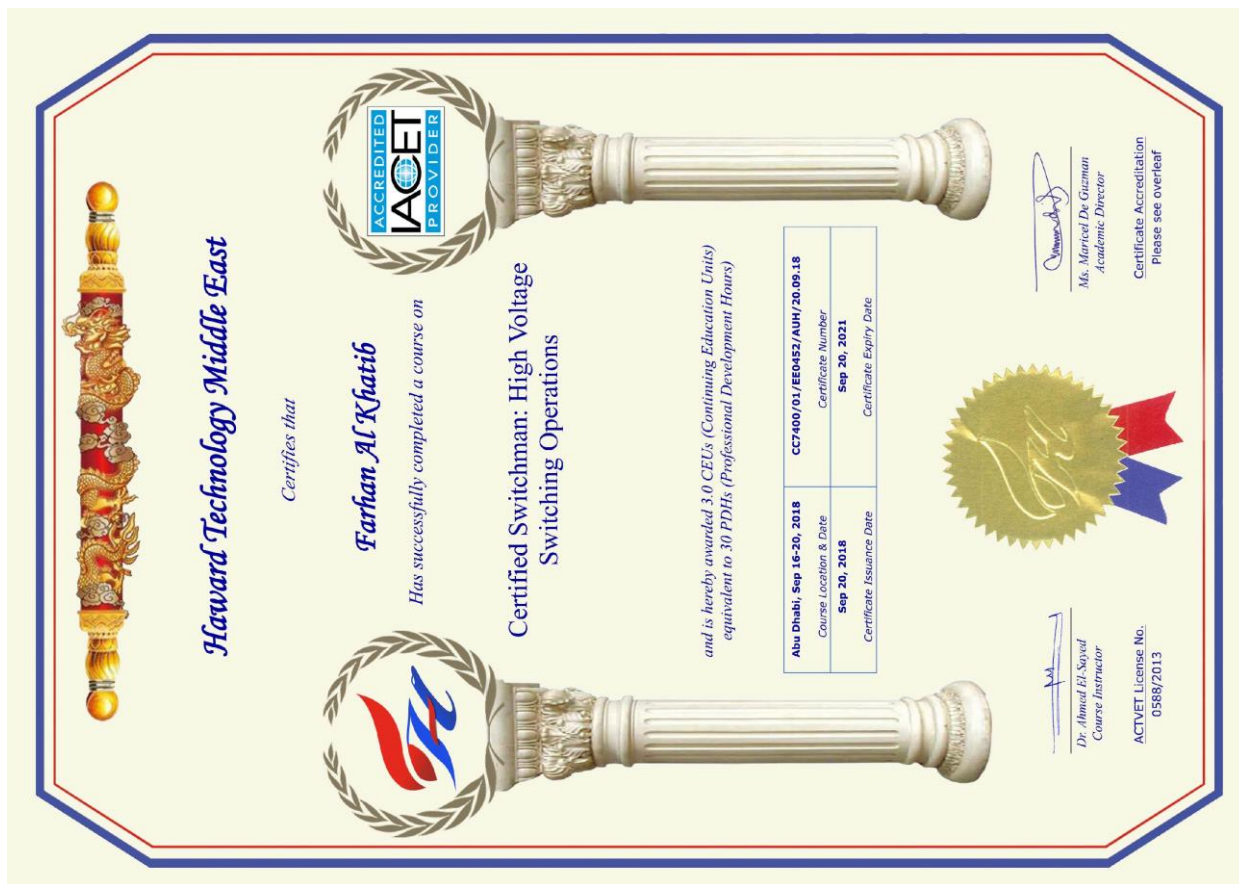 Haward Technology Middle East
Certifies that
ACCREDITED
IACET
PROVIDER
Farhan Al Khatib
Has successfully completed a course on
Certified Switchman: High Voltage
Switching Operations
and is hereby awarded 3.0 CEUs (Continuing Education Units)
equivalent to 30 PDHs (Professional Development Hours)
Abu Dhabi, Sep 16-20, 2018 CC7400/01/EE0452/AUH/20.09.18
Course Location & Date Certificate Number
Sep 20, 2018 Sep 20, 2021
Certificate Issuance Date Certificate Expiry Date
Dr. Ahmed El-Sayed Ms. Maricel De Guzman
Course Instructor Academic Director
ACTVET License No. Certificate Accreditation
0588/2013 Please see overleaf